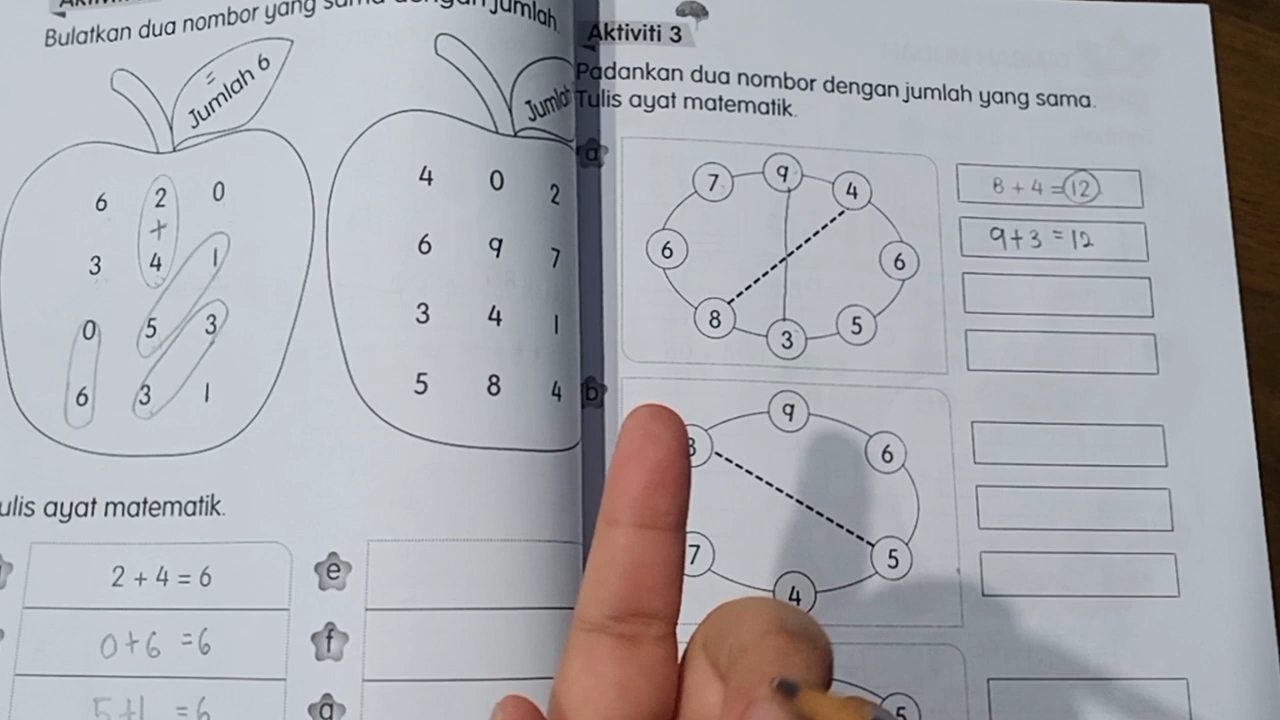 Bulatkan dua nombor yang sama dengan jumlah
= 
Jumlah 6
6 2 0
+
3 4 1
0 5 3
6 3 1
Jumlah
4 0 2
6 9 7
3 4 1
5 8 4
ulis ayat matematik.
2 + 4 = 6
0+6 =6
5+1 =6
e
f
g
Aktiviti 3
Padankan dua nombor dengan jumlah yang sama.
Tulis ayat matematik.
a
9
7 4
6 6
8 5
3
8 + 4 = 12
9+3 = 12
b
9
6
7 5
4
5